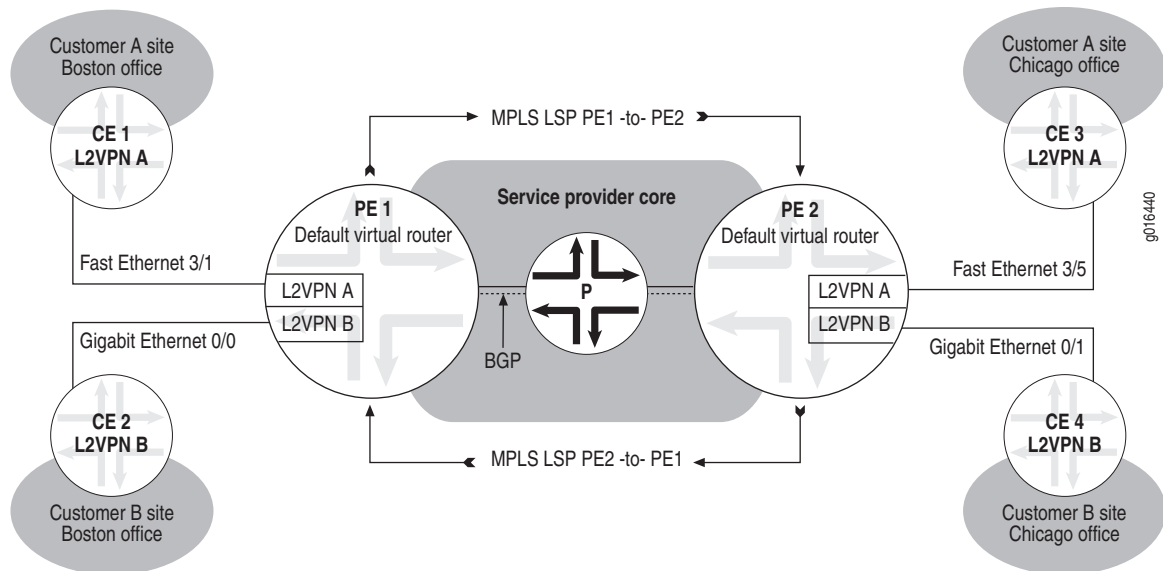 Customer A site
Boston office
CE 1
L2VPN A
Customer A site
Chicago office
CE 3
L2VPN A
g016440
MPLS LSP PE1 -to- PE2
Service provider core
PE 1
Default virtual router
PE 2
Default virtual router
Fast Ethernet 3/1
Fast Ethernet 3/5
L2VPN A
L2VPN B
P
L2VPN A
L2VPN B
Gigabit Ethernet 0/0
Gigabit Ethernet 0/1
BGP
CE 2
L2VPN B
CE 4
L2VPN B
MPLS LSP PE2 -to- PE1
Customer B site
Boston office
Customer B site
Chicago office